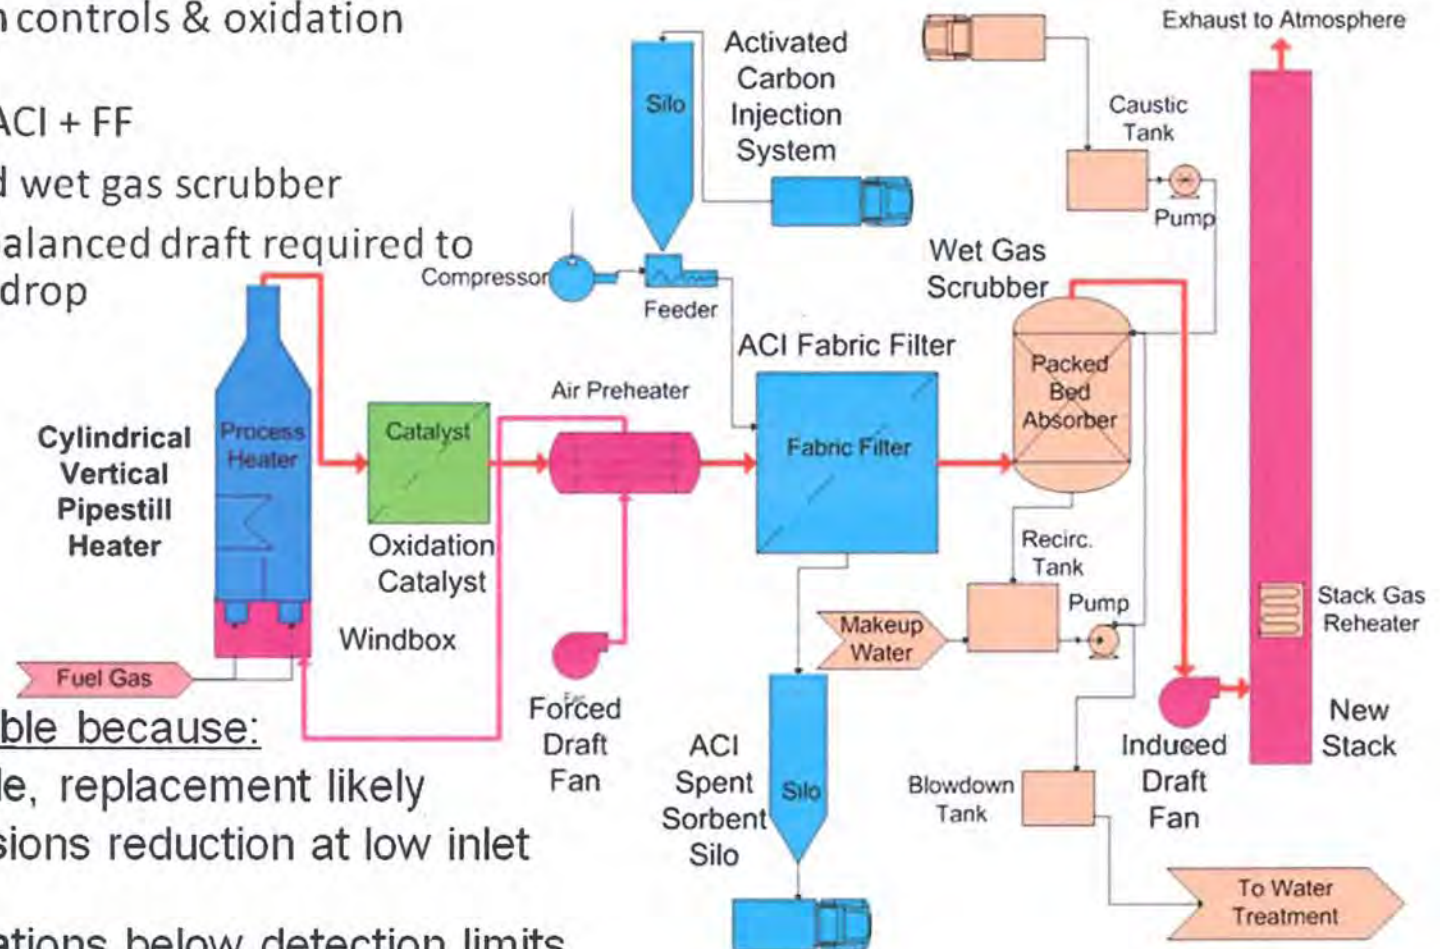 controls & oxidation
ACI + FF
wet gas scrubber
balanced draft required to
drop
Exhaust to Atmosphere
Activated
Carbon
Injection
System
Silo
Caustic
Tank
Pump
Compressor
Feeder
Wet Gas
Scrubber
ACI Fabric Filter
Packed
Bed
Absorber
Air Preheater
Cylindrical
Vertical
Pipestill
Heater
Process
Heater
Catalyst
Fabric Filter
Oxidation
Catalyst
Recirc.
Tank
Pump
Makeup
Water
Stack Gas
Reheater
Windbox
Fuel Gas
Forced
Draft
Fan
ACI
Spent
Sorbent
Silo
Silo
Induced
Draft
Fan
New
Stack
Blowdown
Tank
because:
replacement likely
reduction at low inlet
To Water
Treatment
below detection limits